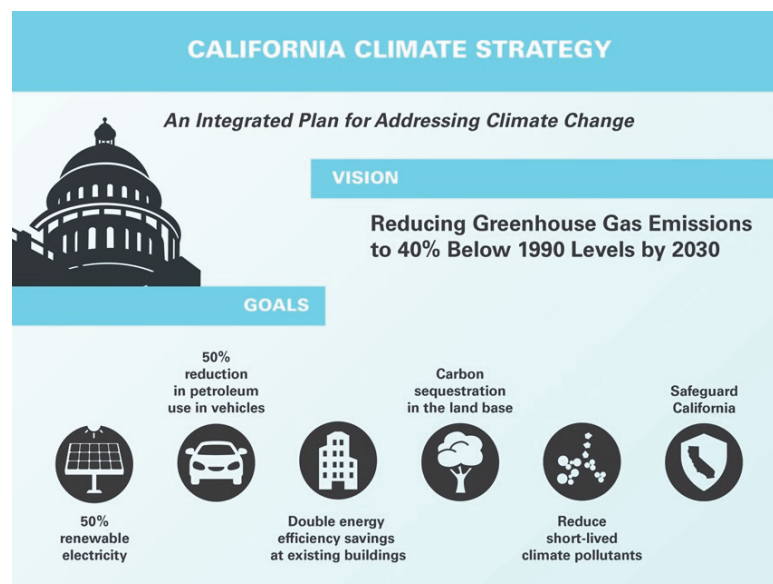 CALIFORNIA CLIMATE STRATEGY
An Integrated Plan for Addressing Climate Change
VISION
Reducing Greenhouse Gas Emissions
to 40% Below 1990 Levels by 2030
GOALS
50%
renewable
electricity
50%
reduction
in petroleum
use in vehicles
Double energy
efficiency savings
at existing buildings
Carbon
sequestration
in the land base
Reduce
short-lived
climate pollutants
Safeguard
California